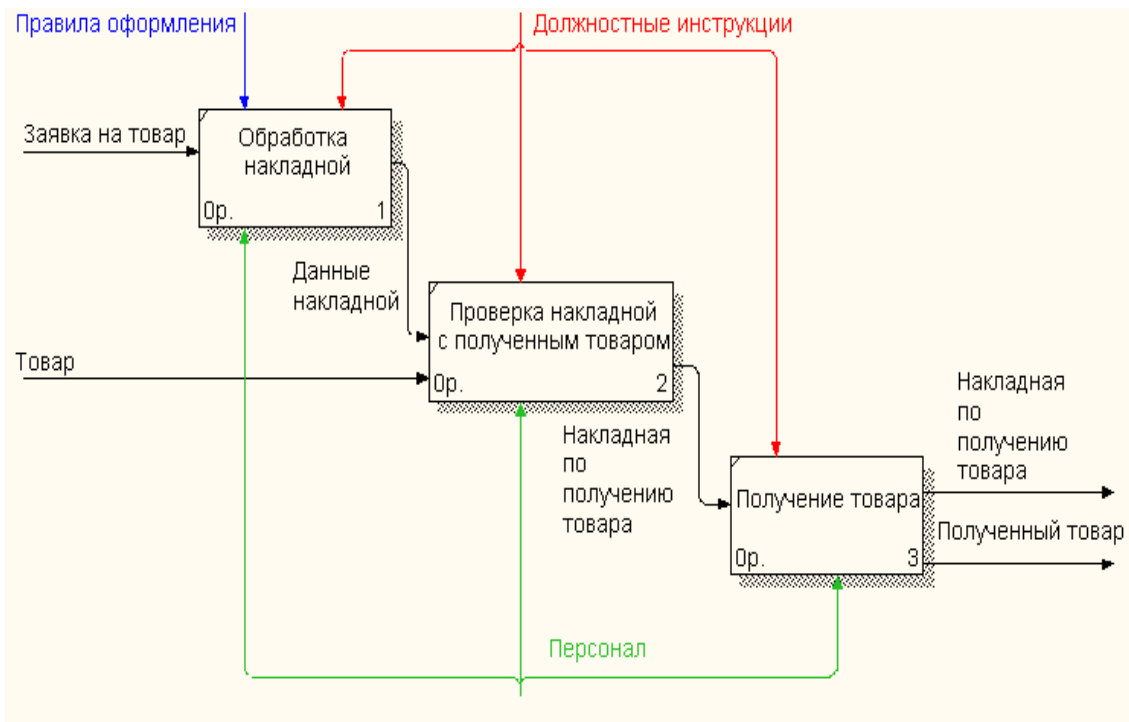 Правила оформления
Должностные инструкции
Заявка на товар
Обработка
накладной
0р.
1
Данные
накладной
Проверка накладной
с полученным товаром
0р.
2
Товар
Накладная
по
получению
товара
Накладная
по
получению
товара
Получение товара
0р.
3
Полученный товар
Персонал